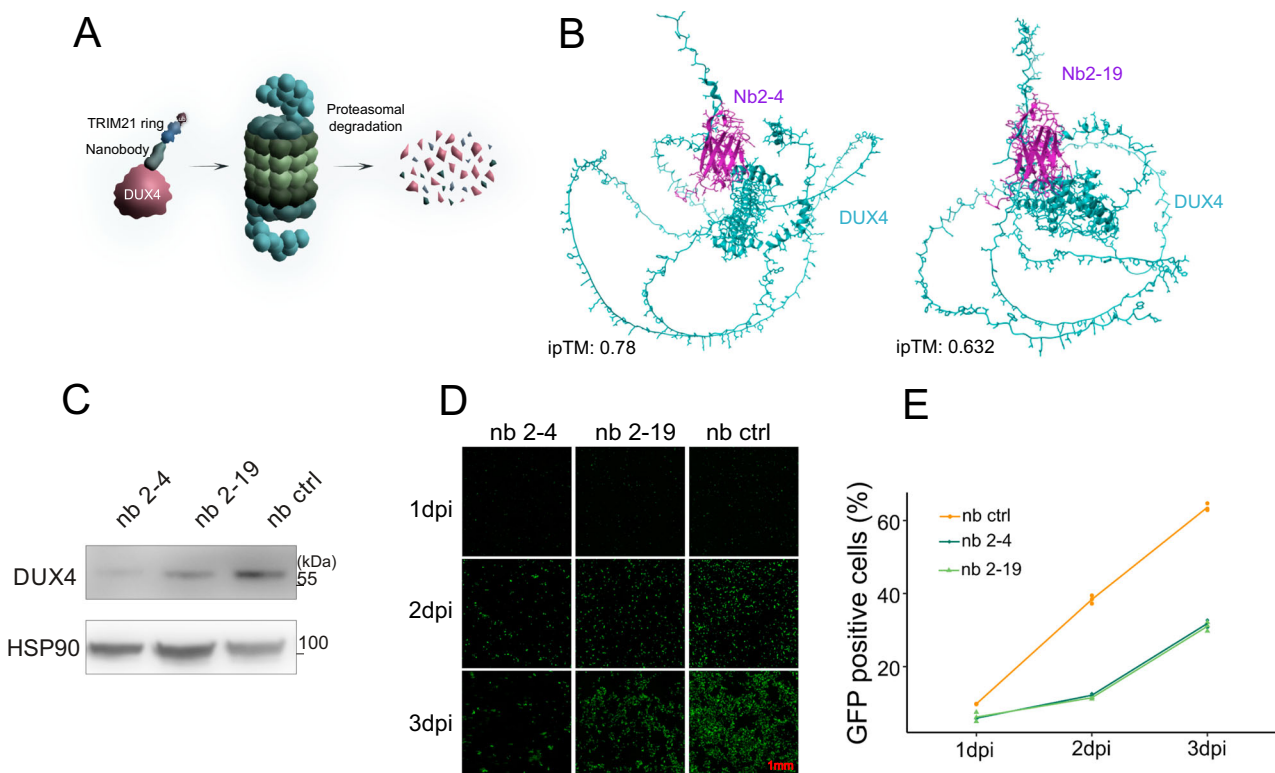 A
TRIM21 ring
Nanobody
DUX4
Proteasomal
degradation
B
Nb2-4
DUX4
ipTM: 0.78
Nb2-19
DUX4
ipTM: 0.632
C
nb 2-4
nb 2-19
nb ctrl
DUX4
(kDa)
55
HSP90
100
D
nb 2-4 nb 2-19 nb ctrl
1dpi
2dpi
3dpi
1mm
E
GFP positive cells (%)
60
40
20
nb ctrl
nb 2-4
nb 2-19
1dpi 2dpi 3dpi